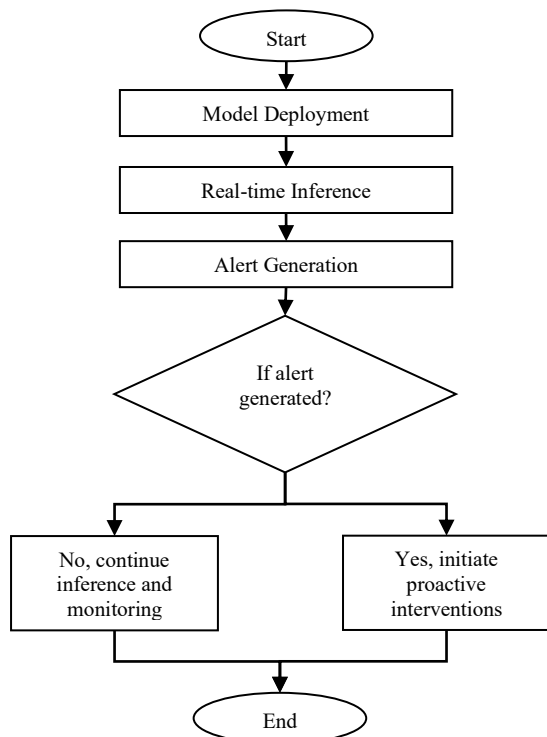 Start
Model Deployment
Real-time Inference
Alert Generation
If alert
generated?
No, continue
inference and
monitoring
Yes, initiate
proactive
interventions
End